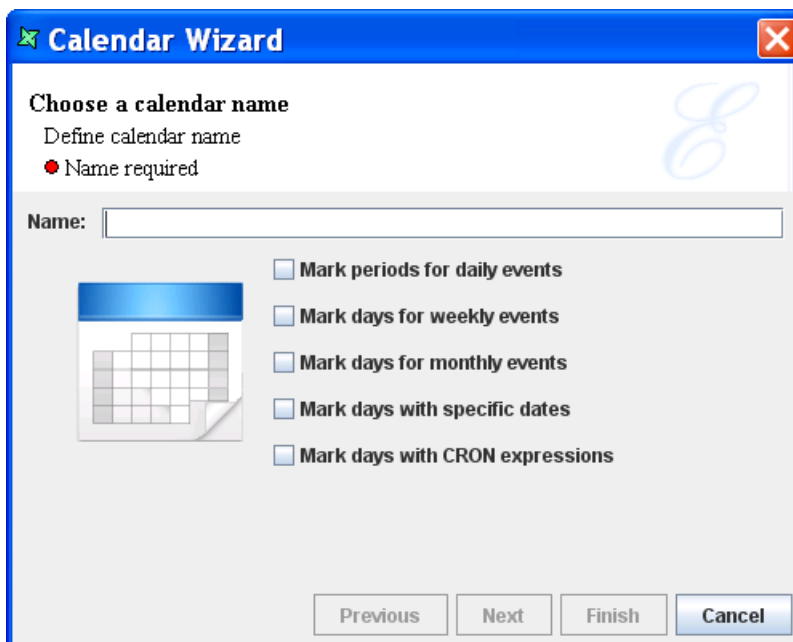 Calendar Wizard
Choose a calendar name
Define calendar name
Name required
Name:
Mark periods for daily events
Mark days for weekly events
Mark days for monthly events
Mark days with specific dates
Mark days with CRON expressions
Previous Next Finish Cancel